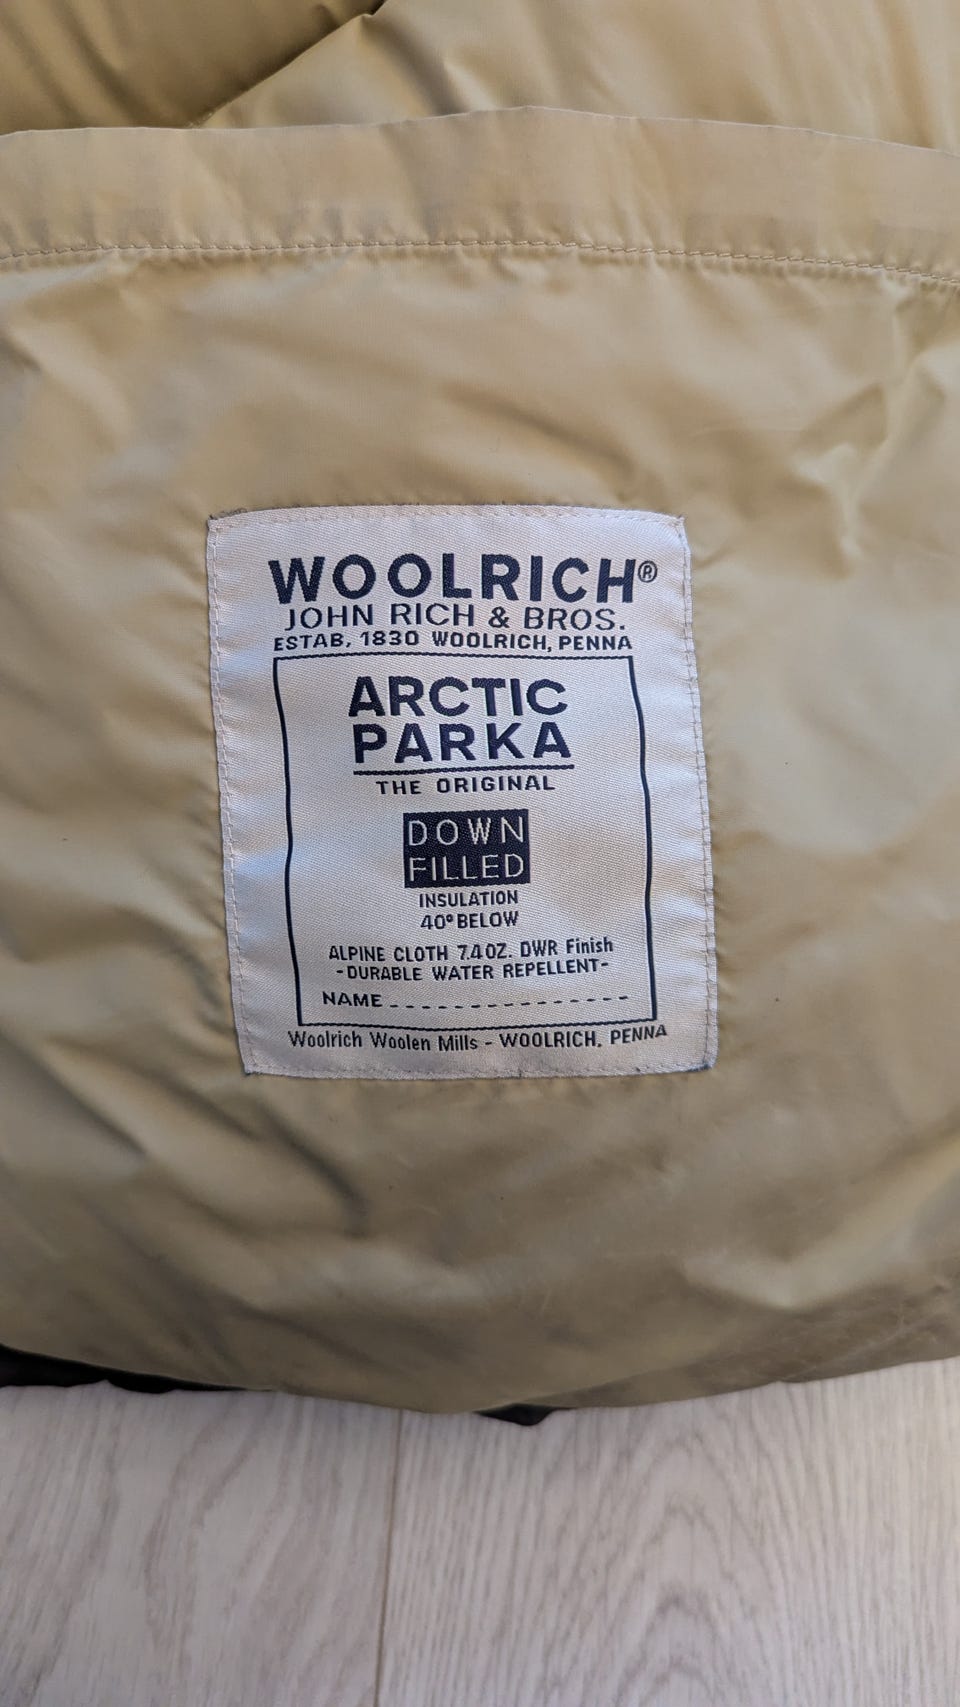 WOOLRICH®
JOHN RICH & BROS.
ESTAB, 1830 WOOLRICH, PENNA
ARCTIC
PARKA
THE ORIGINAL
DOWN
FILLED
INSULATION
40° BELOW
ALPINE CLOTH 7.4 OZ. DWR Finish
-DURABLE WATER REPELLENT-
NAME ----------------
Woolrich Woolen Mills - WOOLRICH, PENNA